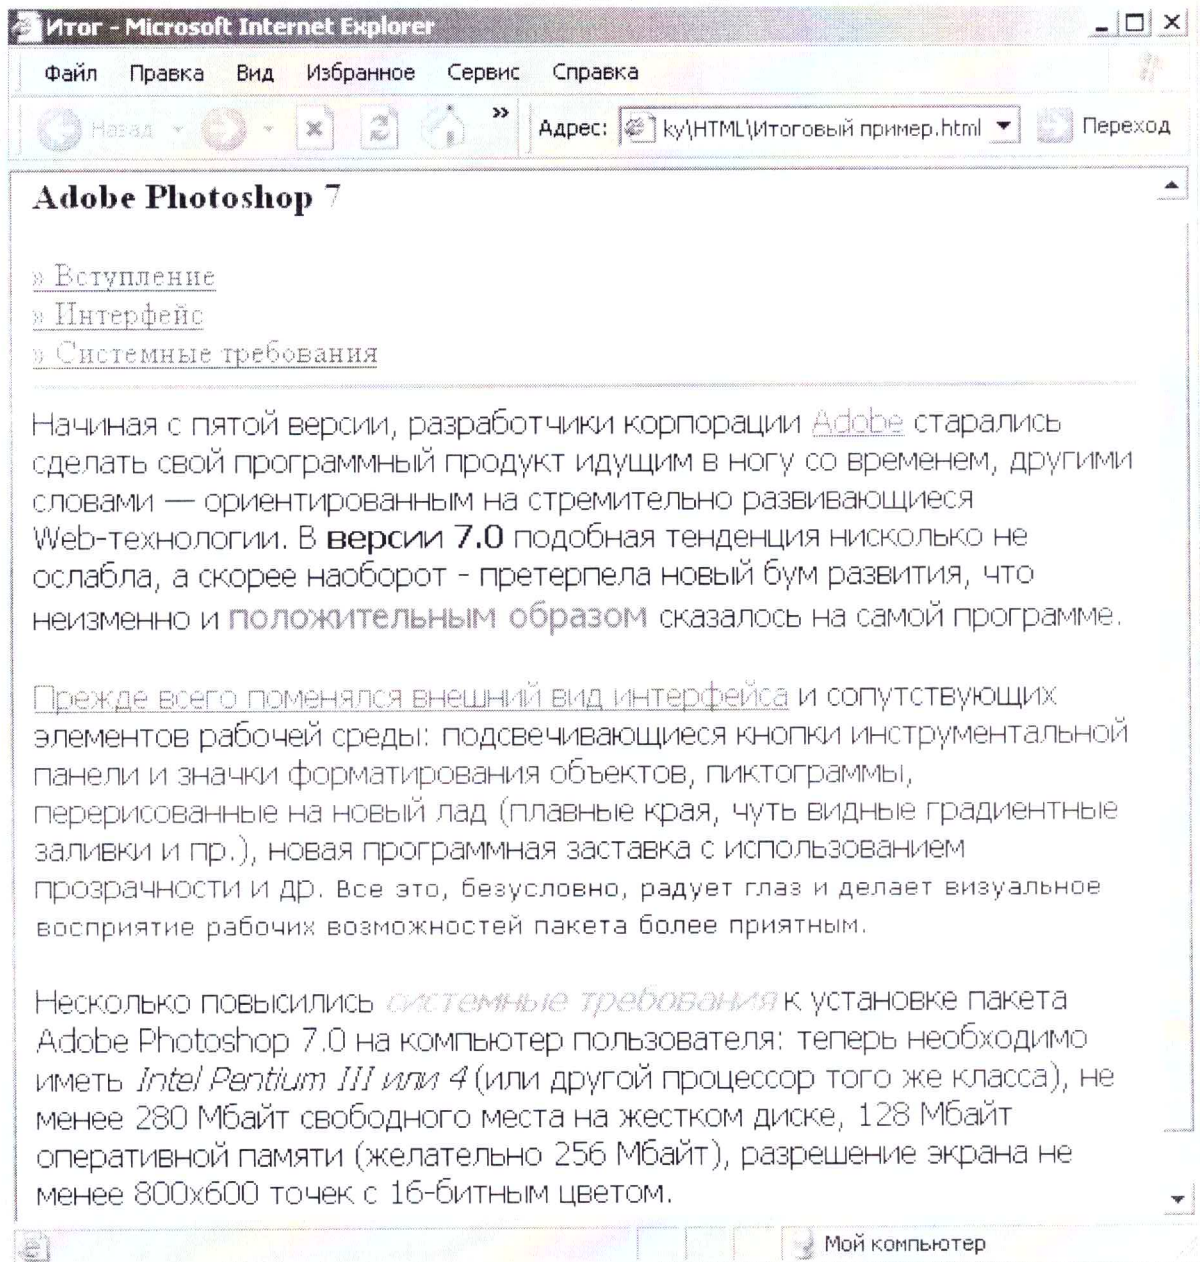 Итог - Microsoft Internet Explorer
Файл Правка Вид Избранное Сервис Справка
Назад » Адрес: ky\HTML\Итоговый пример.html Переход
Adobe Photoshop 7
» Вступление
» Интерфейс
» Системные требования
Начиная с пятой версии, разработчики корпорации Adobe старались
сделать свой программный продукт идущим в ногу со временем, другими
словами — ориентированным на стремительно развивающиеся
Web-технологии. В версии 7.0 подобная тенденция нисколько не
ослабла, а скорее наоборот - претерпела новый бум развития, что
неизменно и положительным образом сказалось на самой программе.
Прежде всего поменялся внешний вид интерфейса и сопутствующих
элементов рабочей среды: подсвечивающиеся кнопки инструментальной
панели и значки форматирования объектов, пиктограммы,
перерисованные на новый лад (плавные края, чуть видные градиентные
заливки и пр.), новая программная заставка с использованием
прозрачности и др. Все это, безусловно, радует глаз и делает визуальное
восприятие рабочих возможностей пакета более приятным.
Несколько повысились системные требования к установке пакета
Adobe Photoshop 7.0 на компьютер пользователя: теперь необходимо
иметь Intel Pentium III или 4 (или другой процессор того же класса), не
менее 280 Мбайт свободного места на жестком диске, 128 Мбайт
оперативной памяти (желательно 256 Мбайт), разрешение экрана не
менее 800x600 точек с 16-битным цветом.
Мой компьютер